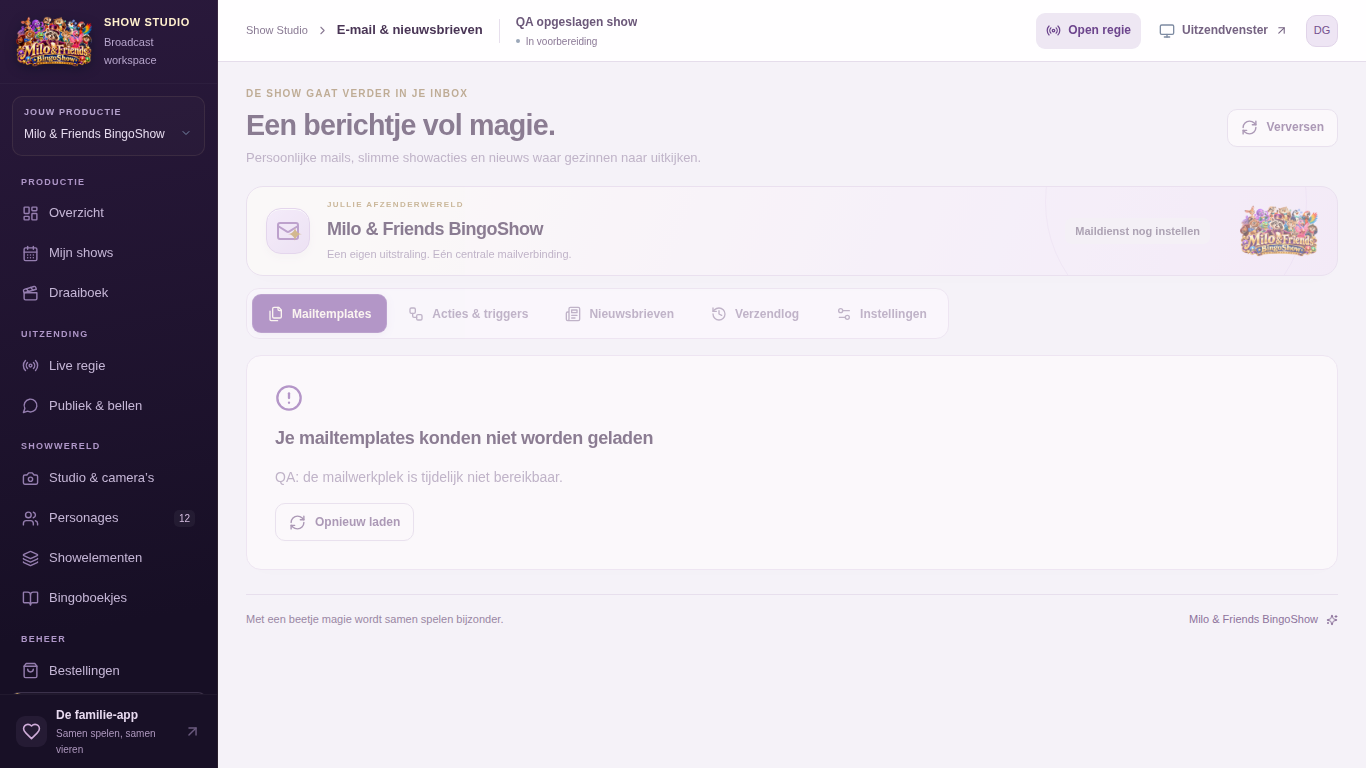 Milo & Friends
BingoShow
SHOW STUDIO
Broadcast
workspace
JOUW PRODUCTIE
Milo & Friends BingoShow
PRODUCTIE
Overzicht
Mijn shows
Draaiboek
UITZENDING
Live regie
Publiek & bellen
SHOWWERELD
Studio & camera's
Personages 12
Showelementen
Bingoboekjes
BEHEER
Bestellingen
De familie-app
Samen spelen, samen
vieren
Show Studio
E-mail & nieuwsbrieven
QA opgeslagen show
In voorbereiding
Open regie
Uitzendvenster
DG
DE SHOW GAAT VERDER IN JE INBOX
Een berichtje vol magie.
Persoonlijke mails, slimme showacties en nieuws waar gezinnen naar uitkijken.
Verversen
JULLIE AFZENDERWERELD
Milo & Friends BingoShow
Een eigen uitstraling. Eén centrale mailverbinding.
Maildienst nog instellen
Milo & Friends
BingoShow
Mailtemplates
Acties & triggers
Nieuwsbrieven
Verzendlog
Instellingen
Je mailtemplates konden niet worden geladen
QA: de mailwerkplek is tijdelijk niet bereikbaar.
Opnieuw laden
Met een beetje magie wordt samen spelen bijzonder.
Milo & Friends BingoShow